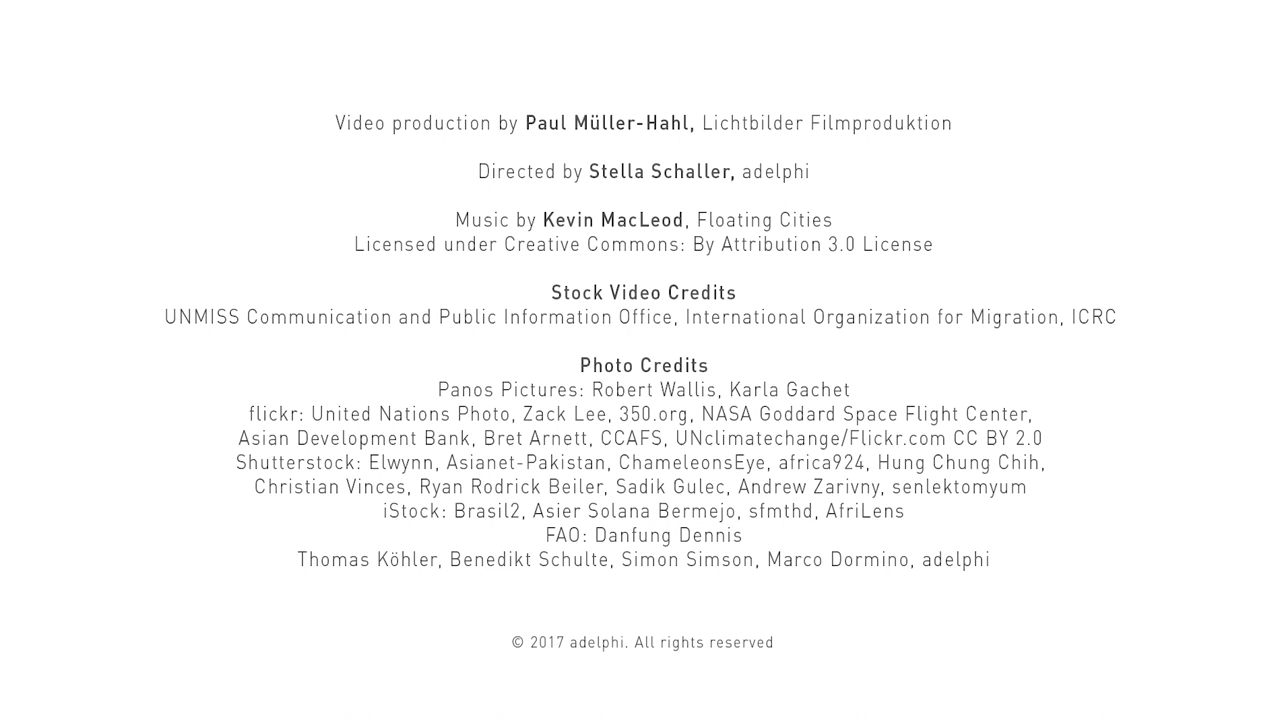 Video production by Paul Müller-Hahl, Lichtbilder Filmproduktion
Directed by Stella Schaller, adelphi
Music by Kevin MacLeod, Floating Cities
Licensed under Creative Commons: By Attribution 3.0 License
Stock Video Credits
UNMISS Communication and Public Information Office, International Organization for Migration, ICRC
Photo Credits
Panos Pictures: Robert Wallis, Karla Gachet
flickr: United Nations Photo, Zack Lee, 350.org, NASA Goddard Space Flight Center,
Asian Development Bank, Bret Arnett, CCAFS, UNclimatechange/Flickr.com CC BY 2.0
Shutterstock: Elwynn, Asianet-Pakistan, ChameleonsEye, africa924, Hung Chung Chih,
Christian Vinces, Ryan Rodrick Beiler, Sadik Gulec, Andrew Zarivny, senlektomyum
iStock: Brasil2, Asier Solana Bermejo, sfmthd, AfriLens
FAO: Danfung Dennis
Thomas Köhler, Benedikt Schulte, Simon Simson, Marco Dormino, adelphi
© 2017 adelphi. All rights reserved